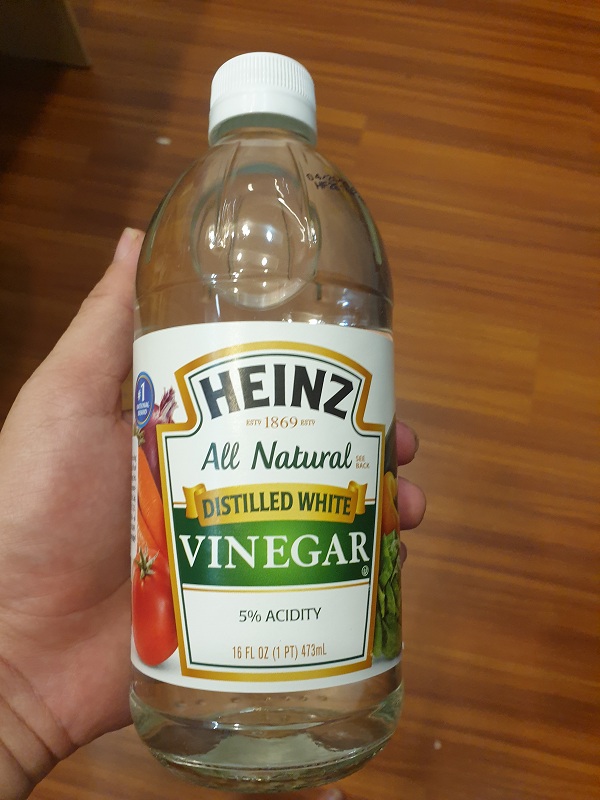 #1
HEINZ
ESTD 1869 ESTD
All Natural
SEE
BACK
DISTILLED WHITE
VINEGAR
5% ACIDITY
16 FL OZ (1 PT) 473mL